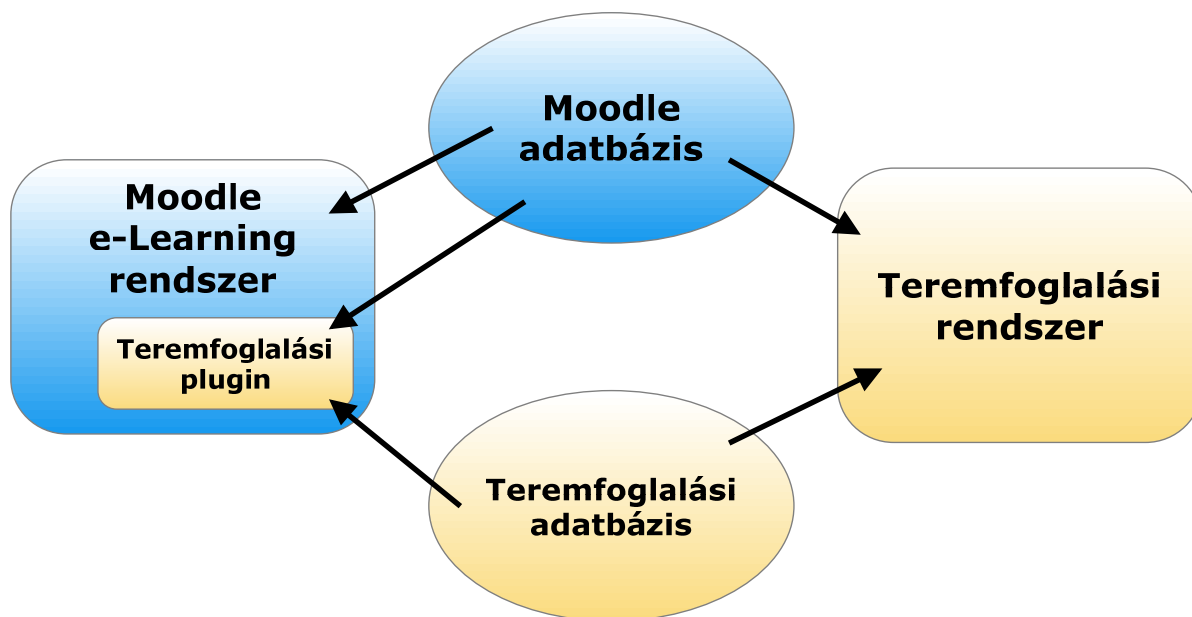 Moodle
adatbázis
Moodle
e-Learning
rendszer
Teremfoglalási
plugin
Teremfoglalási
rendszer
Teremfoglalási
adatbázis